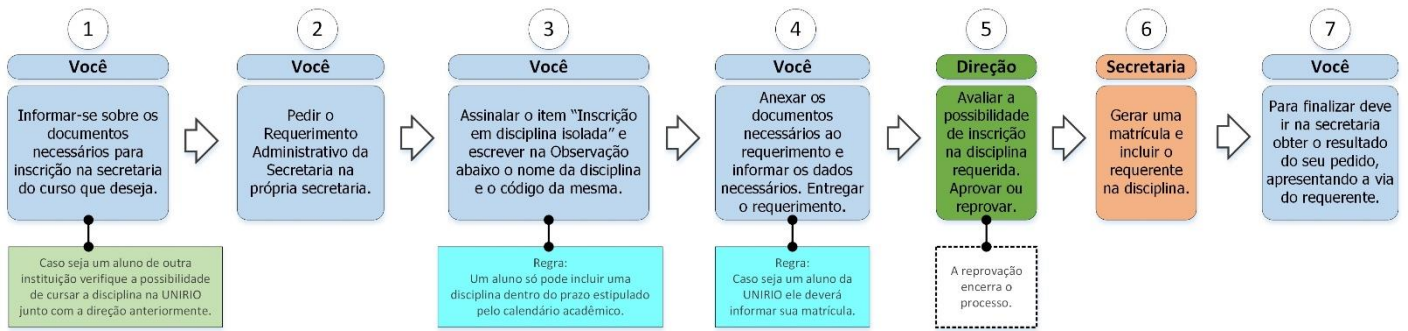 1
Você
Informar-se sobre os
documentos
necessários para
inscrição na secretaria
do curso que deseja.
Caso seja um aluno de outra
instituição verifique a possibilidade
de cursar a disciplina na UNIRIO
junto com a direção anteriormente.
2
Você
Pedir o
Requerimento
Administrativo da
Secretaria na
própria secretaria.
3
Você
Assinalar o item “Inscrição
em disciplina isolada” e
escrever na Observação
abaixo o nome da disciplina
e o código da mesma.
Regra:
Um aluno só pode incluir uma
disciplina dentro do prazo estipulado
pelo calendário acadêmico.
4
Você
Anexar os
documentos
necessários ao
requerimento e
informar os dados
necessários. Entregar
o requerimento.
Regra:
Caso seja um aluno da
UNIRIO ele deverá
informar sua matrícula.
5
Direção
Avaliar a
possibilidade
de inscrição
na disciplina
requerida.
Aprovar ou
reprovar.
A reprovação
encerra o
processo.
6
Secretaria
Gerar uma
matrícula e
incluir o
requerente
na disciplina.
7
Você
Para finalizar deve
ir na secretaria
obter o resultado
do seu pedido,
apresentando a via
do requerente.